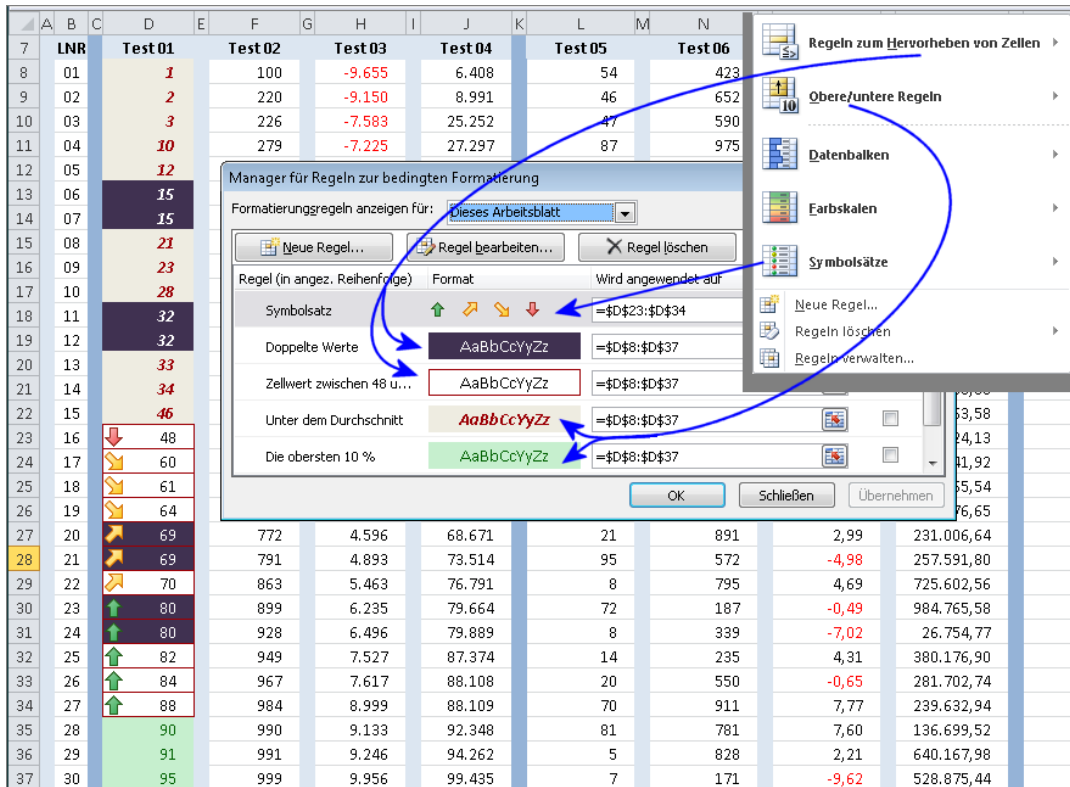 A B C D E F G H I J K L M N
7 LNR Test 01 Test 02 Test 03 Test 04 Test 05 Test 06
8 01 1 100 -9.655 6.408 54 423
9 02 2 220 -9.150 8.991 46 652
10 03 3 226 -7.583 25.252 47 590
11 04 10 279 -7.225 27.297 87 975
12 05 12
13 06 15
14 07 15
15 08 21
16 09 23
17 10 28
18 11 32
19 12 32
20 13 33
21 14 34
22 15 46 53,58
23 16 48 24,13
24 17 60 41,92
25 18 61 55,54
26 19 64 76,65
27 20 69 772 4.596 68.671 21 891 2,99 231.006,64
28 21 69 791 4.893 73.514 95 572 -4,98 257.591,80
29 22 70 863 5.463 76.791 8 795 4,69 725.602,56
30 23 80 899 6.235 79.664 72 187 -0,49 984.765,58
31 24 80 928 6.496 79.889 8 339 -7,02 26.754,77
32 25 82 949 7.527 87.374 14 235 4,31 380.176,90
33 26 84 967 7.617 88.108 20 550 -0,65 281.702,74
34 27 88 984 8.999 88.109 70 911 7,77 239.632,94
35 28 90 990 9.133 92.348 81 781 7,60 136.699,52
36 29 91 991 9.246 94.262 5 828 2,21 640.167,98
37 30 95 999 9.956 99.435 7 171 -9,62 528.875,44
Manager für Regeln zur bedingten Formatierung
Formatierungsregeln anzeigen für: Dieses Arbeitsblatt
Neue Regel... Regel bearbeiten... Regel löschen
Regel (in angez. Reihenfolge) Format Wird angewendet auf
Symbolsatz =$D$23:$D$34
Doppelte Werte AaBbCcYyZz =$D$8:$D$37
Zellwert zwischen 48 u... AaBbCcYyZz =$D$8:$D$37
Unter dem Durchschnitt AaBbCcYyZz =$D$8:$D$37
Die obersten 10 % AaBbCcYyZz =$D$8:$D$37
OK Schließen Übernehmen
Regeln zum Hervorheben von Zellen
10 Obere/untere Regeln
Datenbalken
Farbskalen
Symbolsätze
Neue Regel...
Regeln löschen
Regeln verwalten...